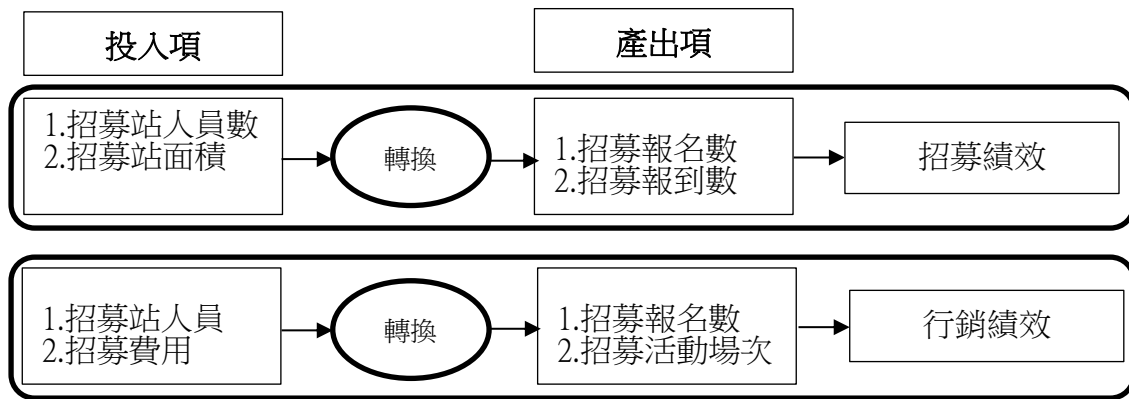 投入項
產出項
1.招募站人員數
2.招募站面積
轉換
1.招募報名數
2.招募報到數
招募績效
1.招募站人員
2.招募費用
轉換
1.招募報名數
2.招募活動場次
行銷績效